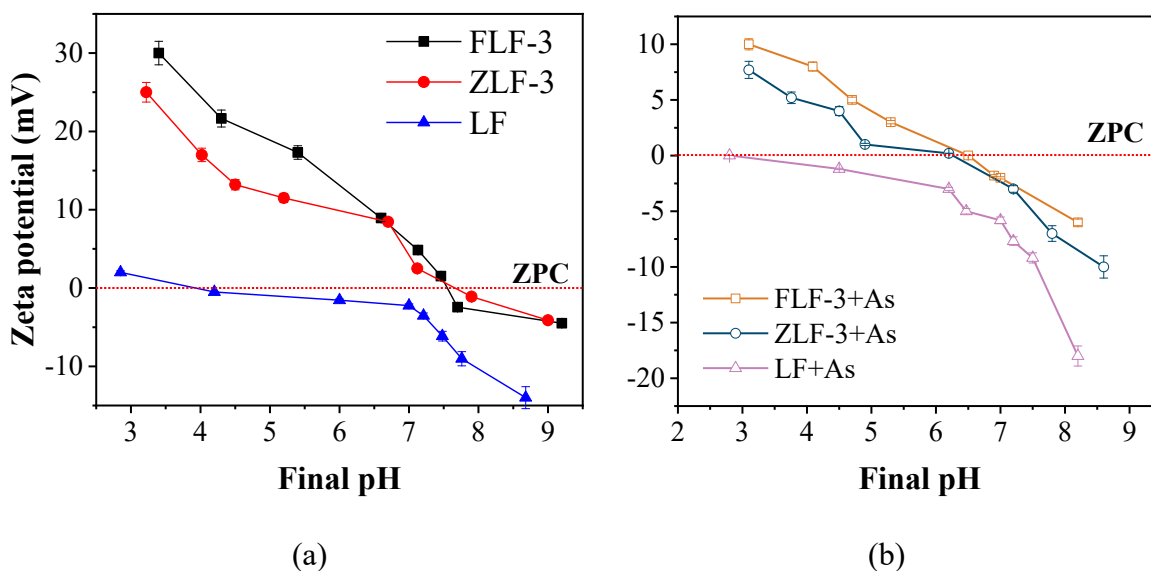 Zeta potential (mV)
30
20
10
0
-10
FLF-3
ZLF-3
LF
ZPC
3 4 5 6 7 8 9
Final pH
(a)
10
5
0
-5
-10
-15
-20
ZPC
FLF-3+As
ZLF-3+As
LF+As
2 3 4 5 6 7 8 9
Final pH
(b)